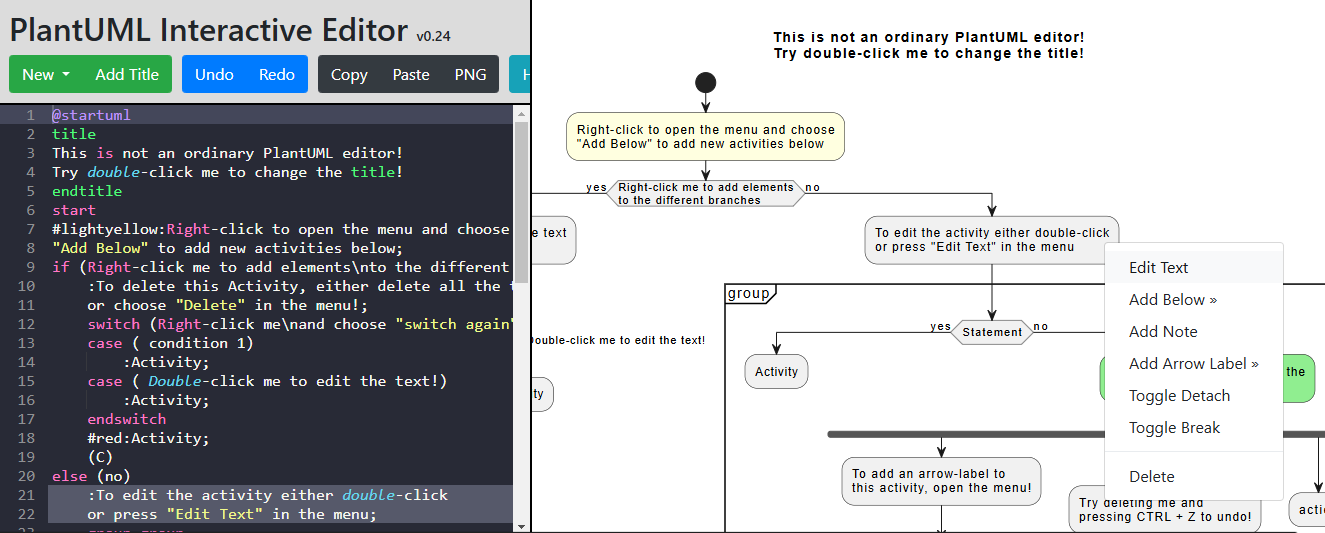 PlantUML Interactive Editor v0.24
New Add Title Undo Redo Copy Paste PNG
1 @startuml
2 title
3 This is not an ordinary PlantUML editor!
4 Try double-click me to change the title!
5 endtitle
6 start
7 #lightyellow:Right-click to open the menu and choose
8 "Add Below" to add new activities below;
9 if (Right-click me to add elements\nto the different
10 :To delete this Activity, either delete all the
11 or choose "Delete" in the menu!;
12 switch (Right-click me\nand choose "switch again"
13 case ( condition 1)
14 :Activity;
15 case ( Double-click me to edit the text!)
16 :Activity;
17 endswitch
18 #red:Activity;
19 (C)
20 else (no)
21 :To edit the activity either double-click
22 or press "Edit Text" in the menu;
This is not an ordinary PlantUML editor!
Try double-click me to change the title!
Right-click to open the menu and choose
"Add Below" to add new activities below
yes
Right-click me to add elements
to the different branches
no
e text
To edit the activity either double-click
or press "Edit Text" in the menu
group
yes
Statement
no
Double-click me to edit the text!
Activity
the
ty
To add an arrow-label to
this activity, open the menu!
Try deleting me and
pressing CTRL + Z to undo!
Edit Text
Add Below »
Add Note
Add Arrow Label »
Toggle Detach
Toggle Break
Delete